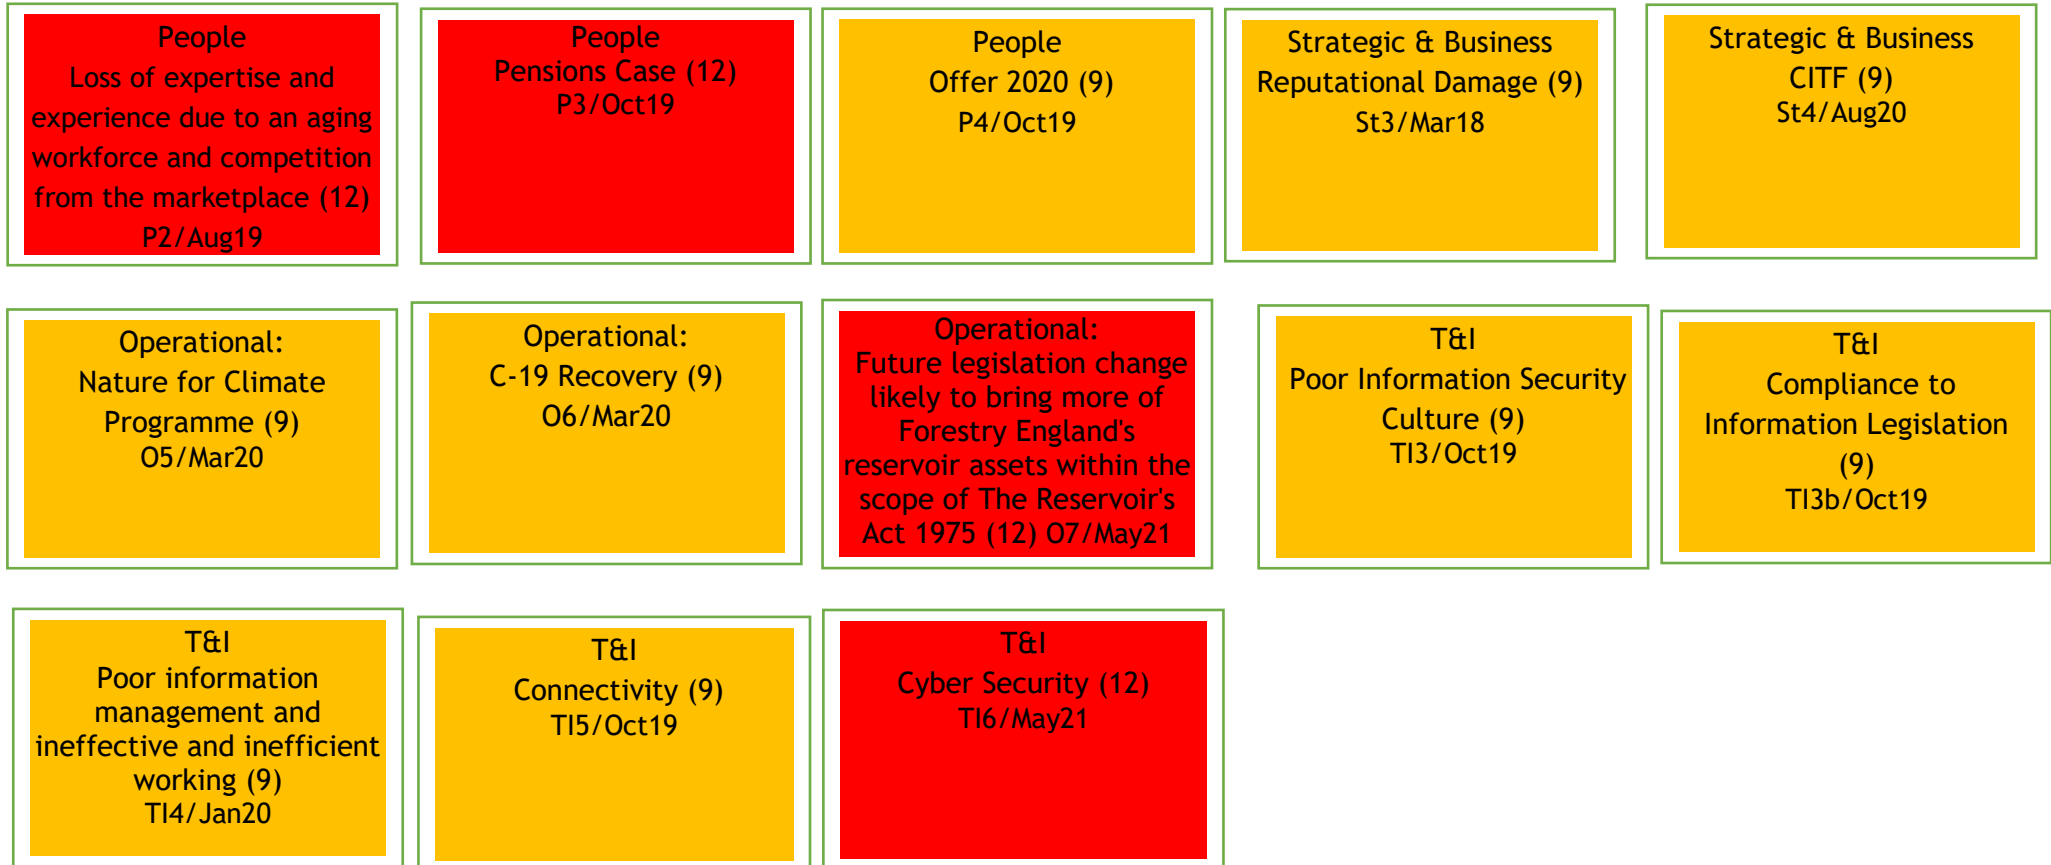 People
Loss of expertise and
experience due to an aging
workforce and competition
from the marketplace (12)
P2/Aug19
People
Pensions Case (12)
P3/Oct19
People
Offer 2020 (9)
P4/Oct19
Strategic & Business
Reputational Damage (9)
St3/Mar18
Strategic & Business
CITF (9)
St4/Aug20
Operational:
Nature for Climate
Programme (9)
O5/Mar20
Operational:
C-19 Recovery (9)
O6/Mar20
Operational:
Future legislation change
likely to bring more of
Forestry England's
reservoir assets within the
scope of The Reservoir's
Act 1975 (12) O7/May21
T&I
Poor Information Security
Culture (9)
TI3/Oct19
T&I
Compliance to
Information Legislation
(9)
TI3b/Oct19
T&I
Poor information
management and
ineffective and inefficient
working (9)
TI4/Jan20
T&I
Connectivity (9)
TI5/Oct19
T&I
Cyber Security (12)
TI6/May21